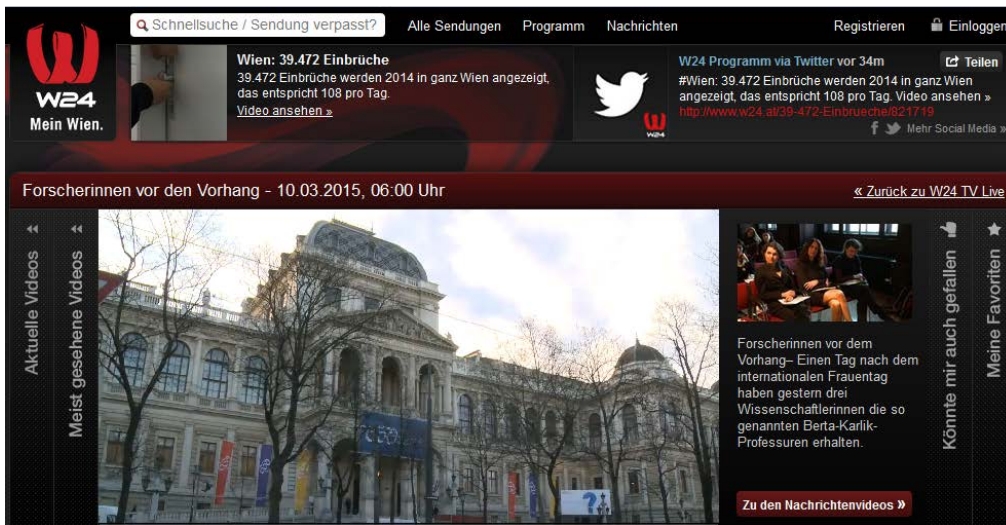 Schnellsuche / Sendung verpasst?
Alle Sendungen
Programm
Nachrichten
Registrieren
Einloggen
W24
Mein Wien.
Wien: 39.472 Einbrüche
39.472 Einbrüche werden 2014 in ganz Wien angezeigt,
das entspricht 108 pro Tag.
Video ansehen »
W24
W24 Programm via Twitter vor 34m
Teilen
#Wien: 39.472 Einbrüche werden 2014 in ganz Wien
angezeigt, das entspricht 108 pro Tag. Video ansehen »
http://www.w24.at/39-472-Einbrueche/821719
Mehr Social Media »
Forscherinnen vor den Vorhang - 10.03.2015, 06:00 Uhr
« Zurück zu W24 TV Live
Aktuelle Videos
Meist gesehene Videos
650
?
Forscherinnen vor dem
Vorhang– Einen Tag nach dem
internationalen Frauentag
haben gestern drei
Wissenschaftlerinnen die so
genannten Berta-Karlik-
Professuren erhalten.
Zu den Nachrichtenvideos »
Könnte mir auch gefallen
Meine Favoriten